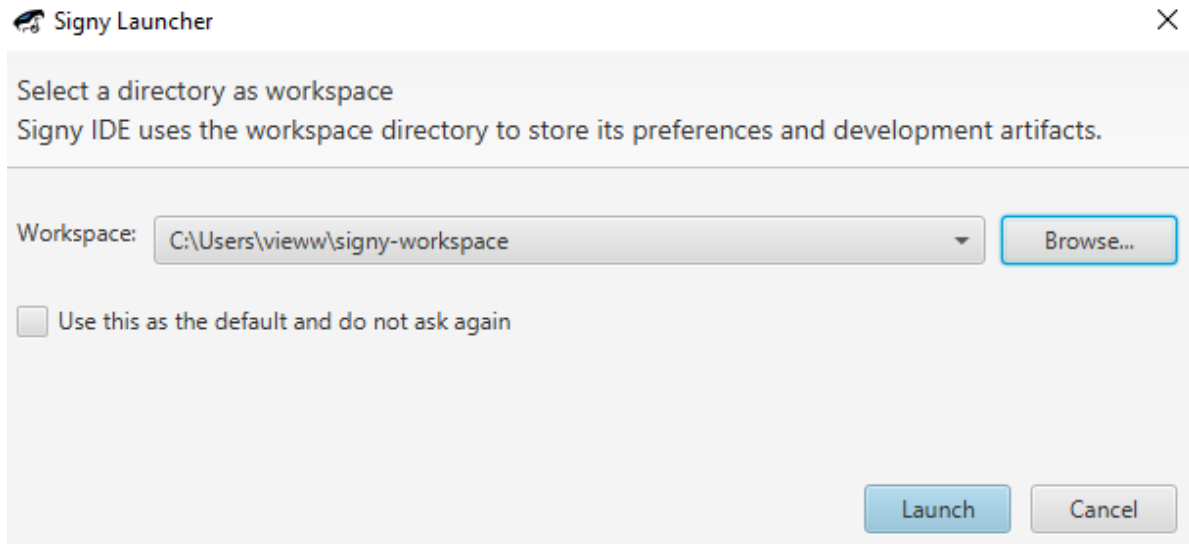 Signy Launcher
Select a directory as workspace
Signy IDE uses the workspace directory to store its preferences and development artifacts.
Workspace: C:\Users\vieww\signy-workspace Browse...
Use this as the default and do not ask again
Launch Cancel